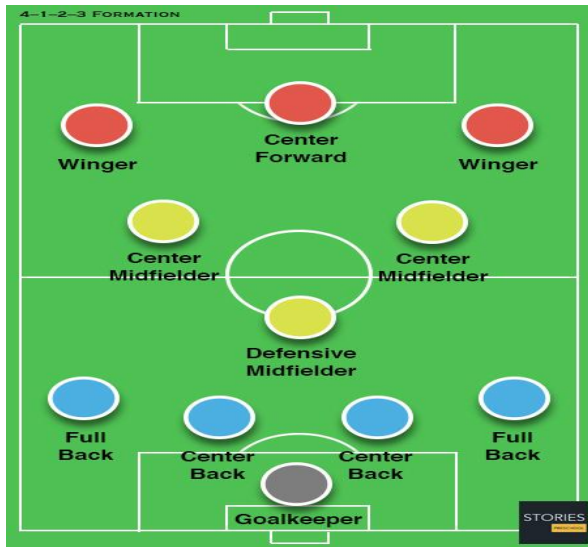 4–1–2–3 Formation
Center
Forward
Winger
Winger
Center
Midfielder
Center
Midfielder
Defensive
Midfielder
Full
Back
Center
Back
Center
Back
Full
Back
Goalkeeper
STORIES